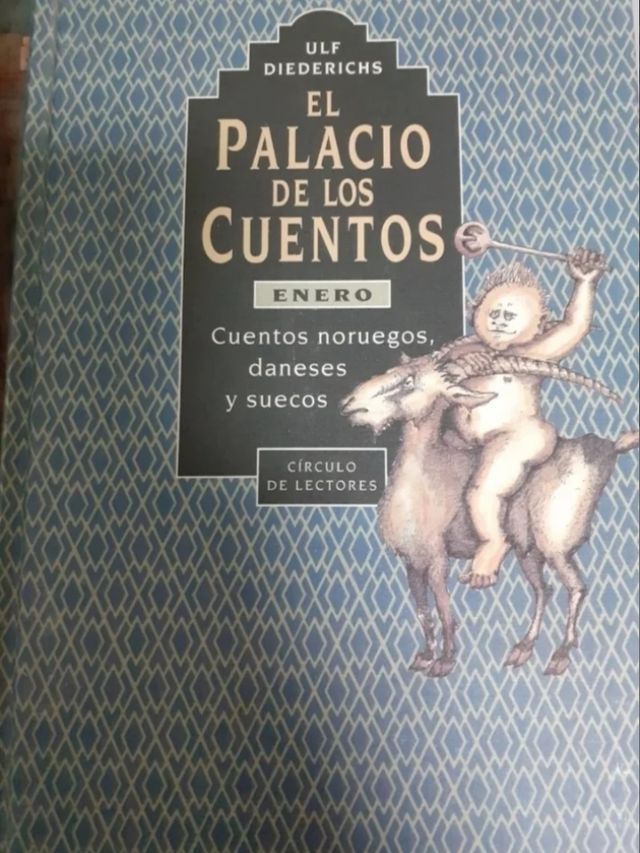 ULF
DIEDERICHS
EL
PALACIO
DE LOS
CUENTOS
ENERO
Cuentos noruegos,
daneses
y suecos
CÍRCULO
DE LECTORES